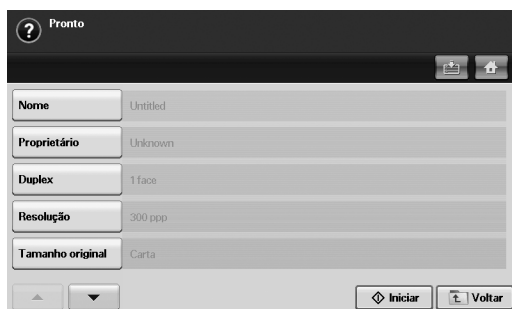 Pronto
Nome Untitled
Proprietário Unknown
Duplex 1 face
Resolução 300 ppp
Tamanho original Carta
Iniciar Voltar